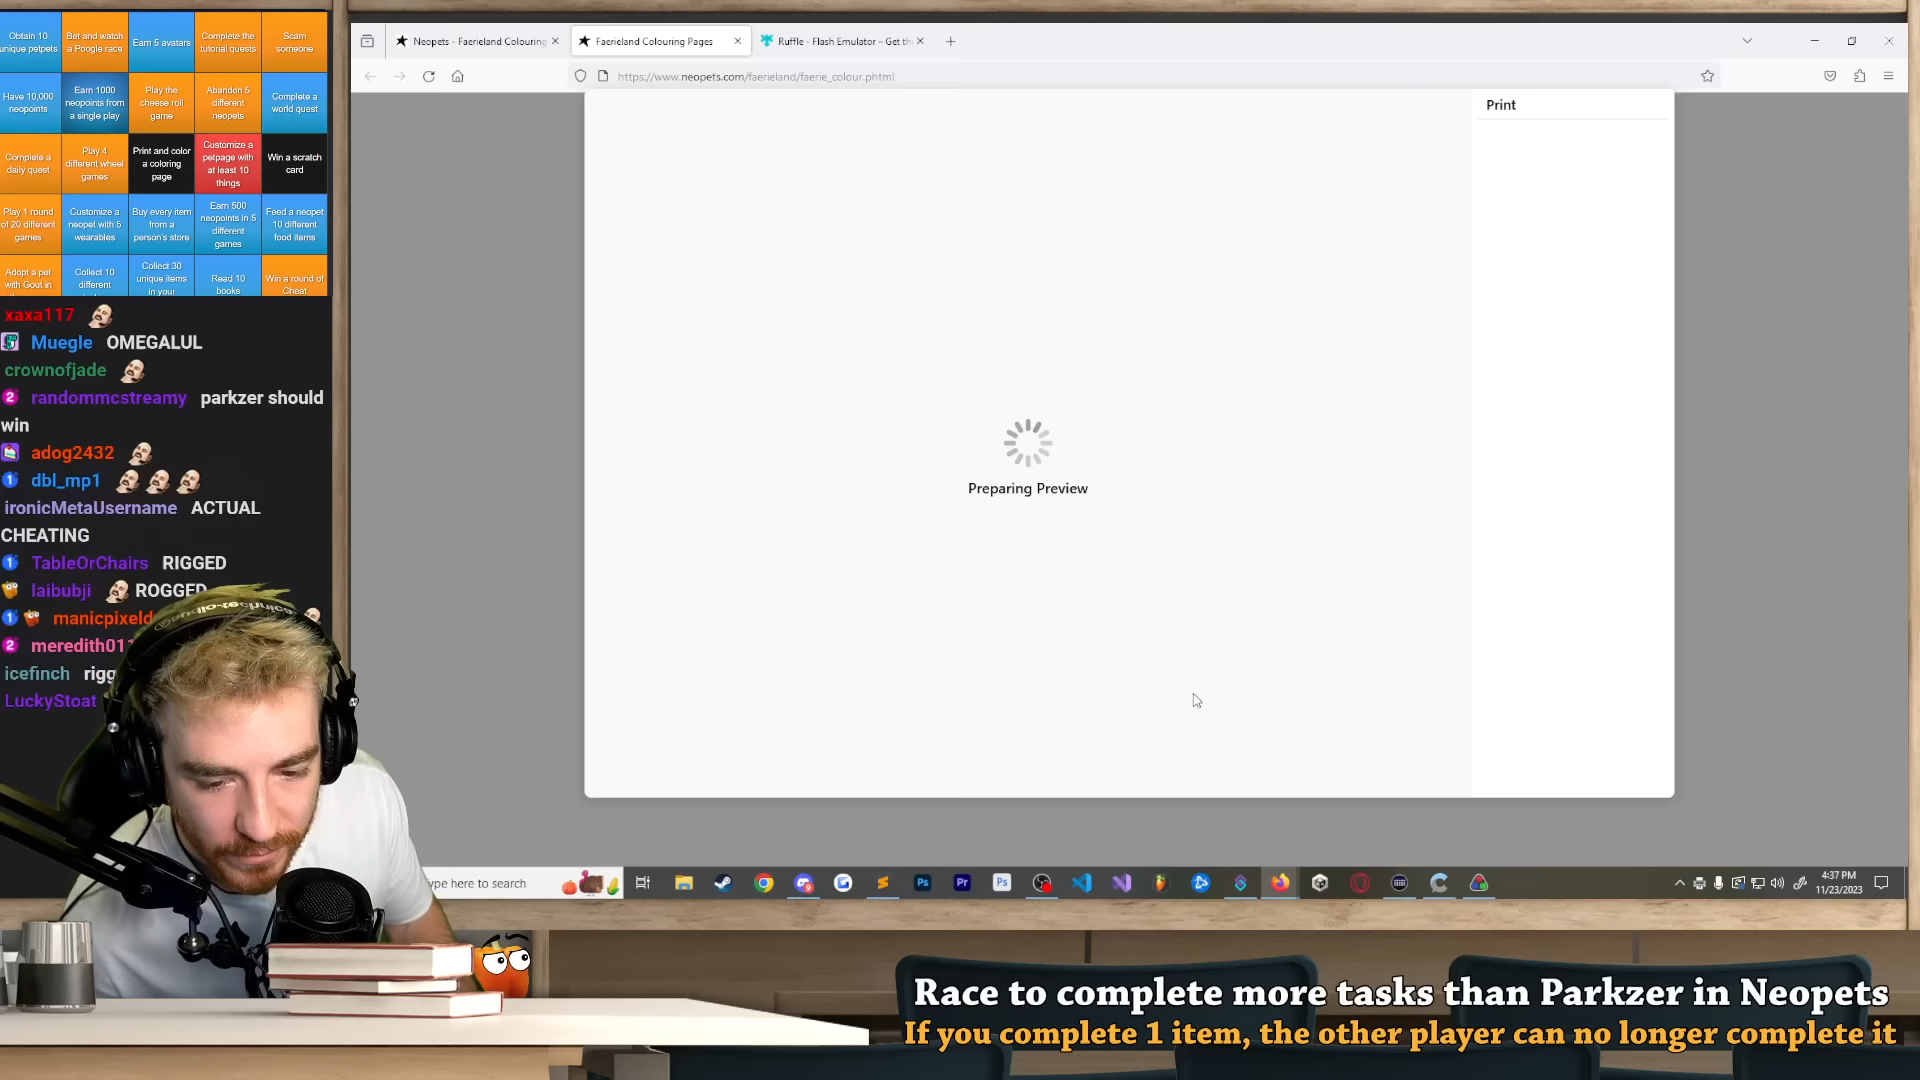 Obtain 10
unique petpets
Bet and watch
a Poogle race
Earn 5 avatars
Complete the
tutorial quests
Scam
someone
Have 10,000
neopoints
Earn 1000
neopoints from
a single play
Play the
cheese roll
game
Abandon 5
different
neopets
Complete a
world quest
Complete a
daily quest
Play 4
different wheel
games
Print and color
a coloring
page
Customize a
petpage with
at least 10
things
Win a scratch
card
Play 1 round
of 20 different
games
Customize a
neopet with 5
wearables
Buy every item
from a
person's store
Earn 500
neopoints in 5
different
games
Feed a neopet
10 different
food items
Adopt a pet
with Gout in
Collect 10
different
Collect 30
unique items
in your
Read 10
books
Win a round of
Cheat
xaxa117
Muegle OMEGALUL
crownofjade
2 randommcstreamy parkzer should
win
adog2432
1 dbl_mp1
ironicMetaUsername ACTUAL
CHEATING
1 TableOrChairs RIGGED
laibubji ROGGED
1 manicpixeld
2 meredith01
icefinch rigg
LuckyStoat
audio-technica
Neopets - Faerieland Colouring
Faerieland Colouring Pages
Ruffle - Flash Emulator – Get th
https://www.neopets.com/faerieland/faerie_colour.phtml
Print
Preparing Preview
ype here to search
Ps
Pr
Ps
4:37 PM
11/23/2023
Race to complete more tasks than Parkzer in Neopets
If you complete 1 item, the other player can no longer complete it